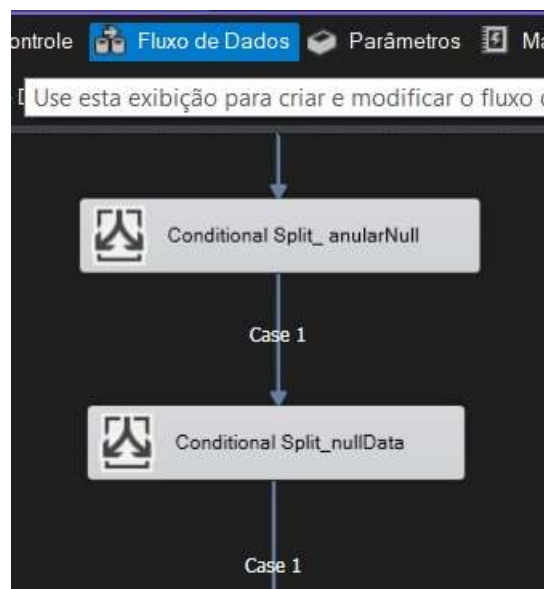 ontrole Fluxo de Dados Parâmetros Ma
Use esta exibição para criar e modificar o fluxo
Conditional Split_ anularNull
Case 1
Conditional Split_nullData
Case 1